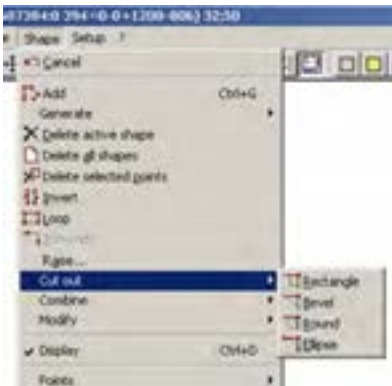 Shape Setup ?
Cancel
Add Ctrl+G
Generate
Delete active shape
Delete all shapes
Delete selected points
Invert
Loop
Cut out
Rectangle
Combine
Bevel
Modify
Round
Ellipse
Display Ctrl+D
Points